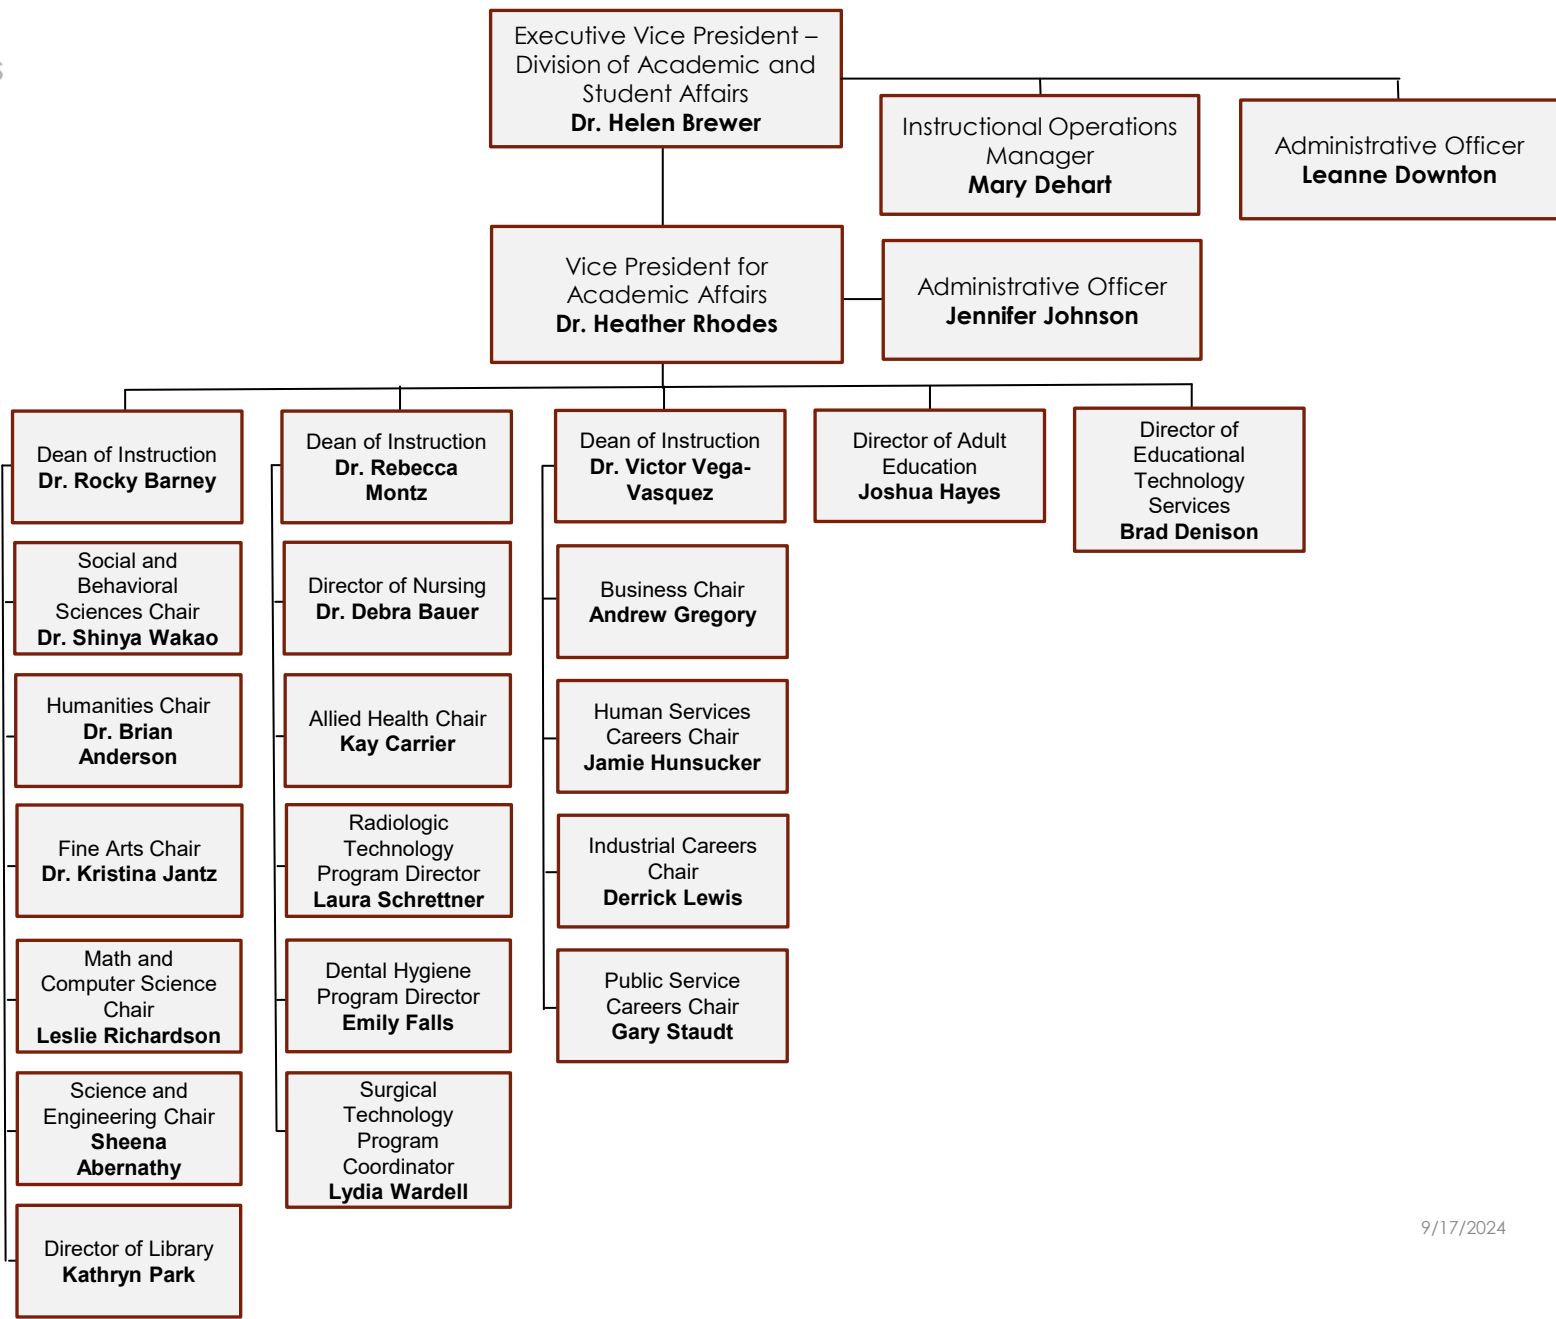 Executive Vice President –
Division of Academic and
Student Affairs
Dr. Helen Brewer
Instructional Operations
Manager
Mary Dehart
Administrative Officer
Leanne Downton
Vice President for
Academic Affairs
Dr. Heather Rhodes
Administrative Officer
Jennifer Johnson
Dean of Instruction
Dr. Rocky Barney
Dean of Instruction
Dr. Rebecca
Montz
Dean of Instruction
Dr. Victor Vega-
Vasquez
Director of Adult
Education
Joshua Hayes
Director of
Educational
Technology
Services
Brad Denison
Social and
Behavioral
Sciences Chair
Dr. Shinya Wakao
Humanities Chair
Dr. Brian
Anderson
Fine Arts Chair
Dr. Kristina Jantz
Math and
Computer Science
Chair
Leslie Richardson
Science and
Engineering Chair
Sheena
Abernathy
Director of Library
Kathryn Park
Director of Nursing
Dr. Debra Bauer
Allied Health Chair
Kay Carrier
Radiologic
Technology
Program Director
Laura Schrettner
Dental Hygiene
Program Director
Emily Falls
Surgical
Technology
Program
Coordinator
Lydia Wardell
Business Chair
Andrew Gregory
Human Services
Careers Chair
Jamie Hunsucker
Industrial Careers
Chair
Derrick Lewis
Public Service
Careers Chair
Gary Staudt
9/17/2024